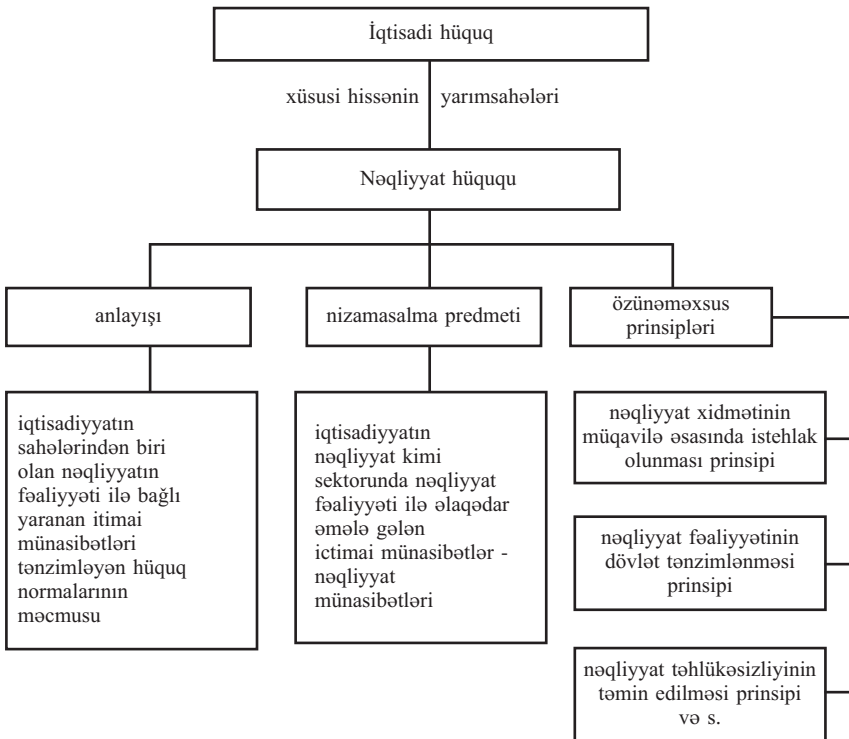 İqtisadi hüquq
xüsusi hissənin yarımsahələri
Nəqliyyat hüququ
anlayışı
nizamasalma predmeti
özünəməxsus
prinsipləri
iqtisadiyyatın
sahələrindən biri
olan nəqliyyatın
fəaliyyəti ilə bağlı
yaranan itimai
münasibətləri
tənzimləyən hüquq
normalarının
məcmusu
iqtisadiyyatın
nəqliyyat kimi
sektorunda nəqliyyat
fəaliyyəti ilə əlaqədar
əmələ gələn
ictimai münasibətlər -
nəqliyyat
münasibətləri
nəqliyyat xidmətinin
müqavilə əsasında istehlak
olunması prinsipi
nəqliyyat fəaliyyətinin
dövlət tənzimlənməsi
prinsipi
nəqliyyat təhlükəsizliyinin
təmin edilməsi prinsipi
və s.